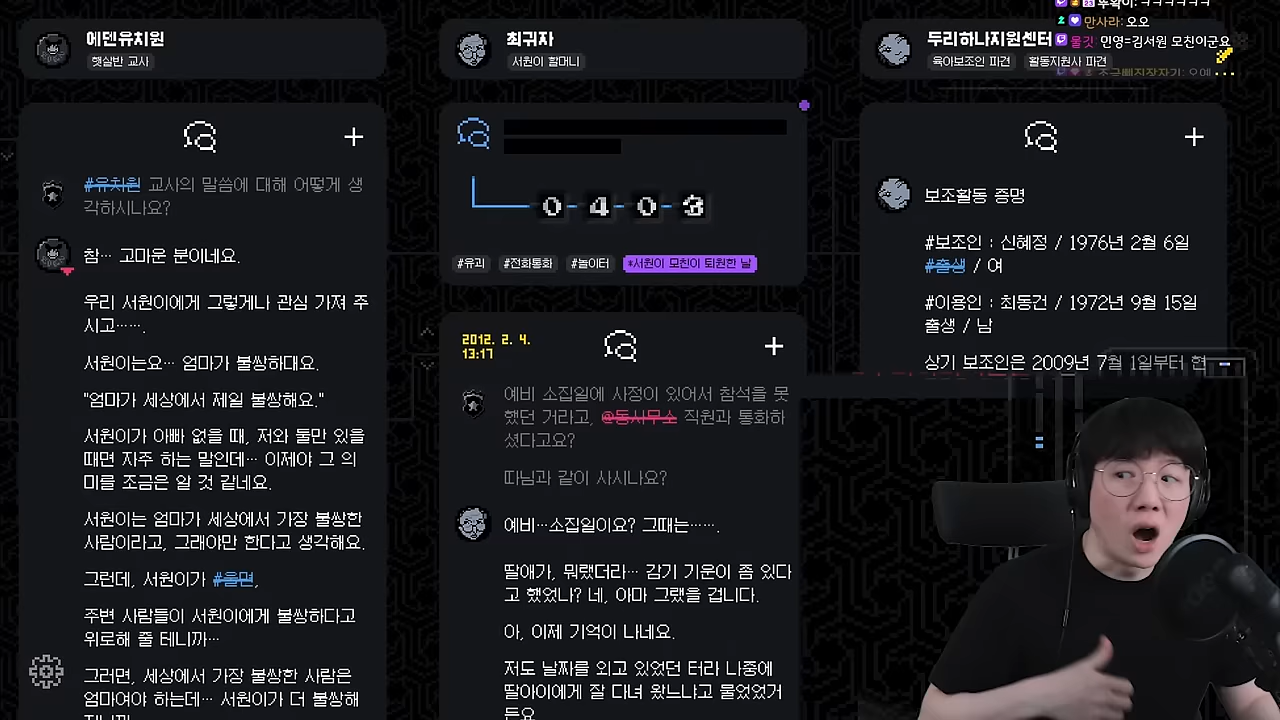 에덴유치원
햇살반 교사
#유치원 교사의 말씀에 대해 어떻게 생
각하시나요?
참… 고마운 분이네요.
우리 서원이에게 그렇게나 관심 가져 주
시고…….
서원이는요… 엄마가 불쌍하대요.
"엄마가 세상에서 제일 불쌍해요."
서원이가 아빠 없을 때, 저와 둘만 있을
때면 자주 하는 말인데… 이제야 그 의
미를 조금은 알 것 같네요.
서원이는 엄마가 세상에서 가장 불쌍한
사람이라고, 그래야만 한다고 생각해요.
그런데, 서원이가 #울면,
주변 사람들이 서원이에게 불쌍하다고
위로해 줄 테니까…
그러면, 세상에서 가장 불쌍한 사람은
엄마여야 하는데… 서원이가 더 불쌍해
최귀자
서원이 할머니
0-4-0-3
#유괴 #전화통화 #놀이터 *서원이 모친이 퇴원한 날
2012. 2. 4.
13:17
예비 소집일에 사정이 있어서 참석을 못
했던 거라고, @동사무소 직원과 통화하
셨다고요?
따님과 같이 사시나요?
예비…소집일이요? 그때는…….
딸애가, 뭐랬더라… 감기 기운이 좀 있다
고 했었나? 네, 아마 그랬을 겁니다.
아, 이제 기억이 나네요.
저도 날짜를 외고 있었던 터라 나중에
딸아이에게 잘 다녀 왔느냐고 물었었거
든요
두리하나지원센터
육아보조인 파견 활동지원사 파견
보조활동 증명
#보조인 : 신혜정 / 1976년 2월 6일
#출생 / 여
#이용인 : 최동건 / 1972년 9월 15일
출생 / 남
상기 보조인은 2009년 7월 1일부터 현
만사라: 오오
물깃: 민영=김서원 모친이군요